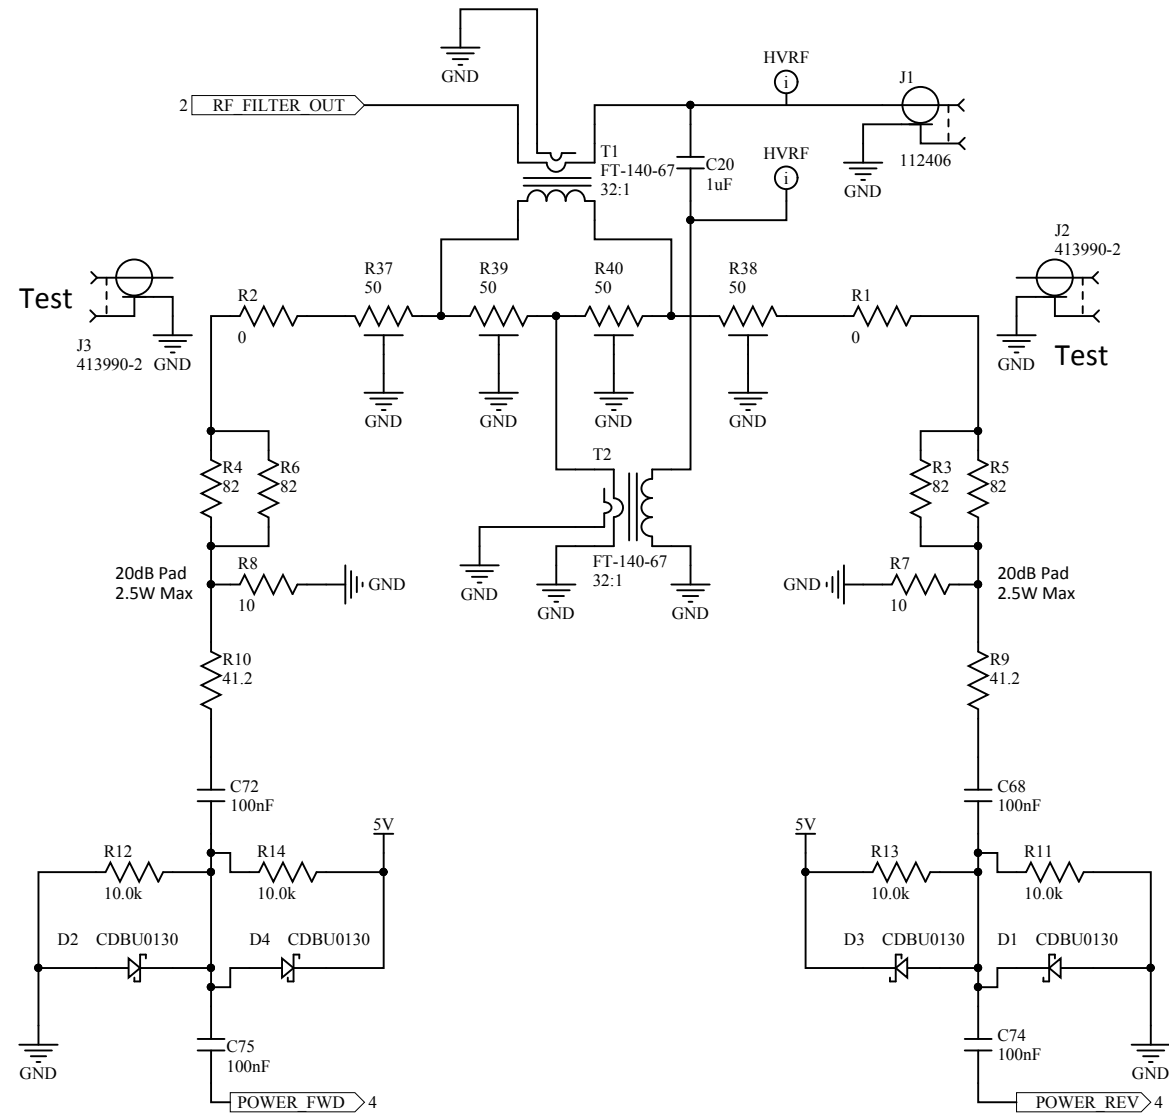 GND
2 RF_FILTER_OUT
HVRF
i
J1
112406
GND
T1
FT-140-67
32:1
C20
1uF
HVRF
i
J2
413990-2
GND
Test
Test
J3
413990-2
GND
R2
0
R37
50
R39
50
R40
50
R38
50
R1
0
GND
GND
GND
GND
T2
FT-140-67
32:1
GND
GND
GND
R4
82
R6
82
R3
82
R5
82
20dB Pad
2.5W Max
R8
10
GND
GND
R7
10
20dB Pad
2.5W Max
R10
41.2
R9
41.2
C72
100nF
C68
100nF
5V
5V
R12
10.0k
R14
10.0k
R13
10.0k
R11
10.0k
D2 CDBU0130
D4 CDBU0130
D3 CDBU0130
D1 CDBU0130
GND
C75
100nF
C74
100nF
GND
POWER_FWD 4
POWER_REV 4